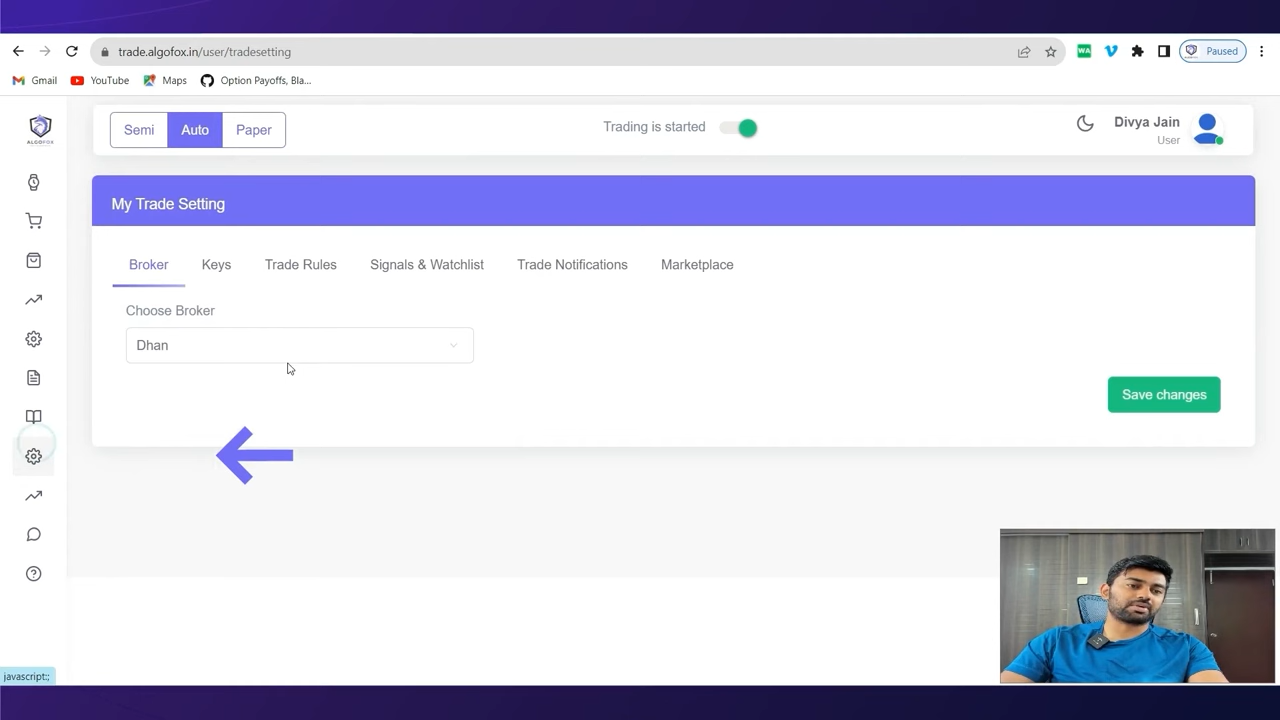 trade.algofox.in/user/tradesetting
Paused
Gmail
YouTube
Maps
Option Payoffs, Bla...
ALGOFOX
Semi
Auto
Paper
Trading is started
Divya Jain
User
My Trade Setting
Broker
Keys
Trade Rules
Signals & Watchlist
Trade Notifications
Marketplace
Choose Broker
Dhan
Save changes
javascript:;